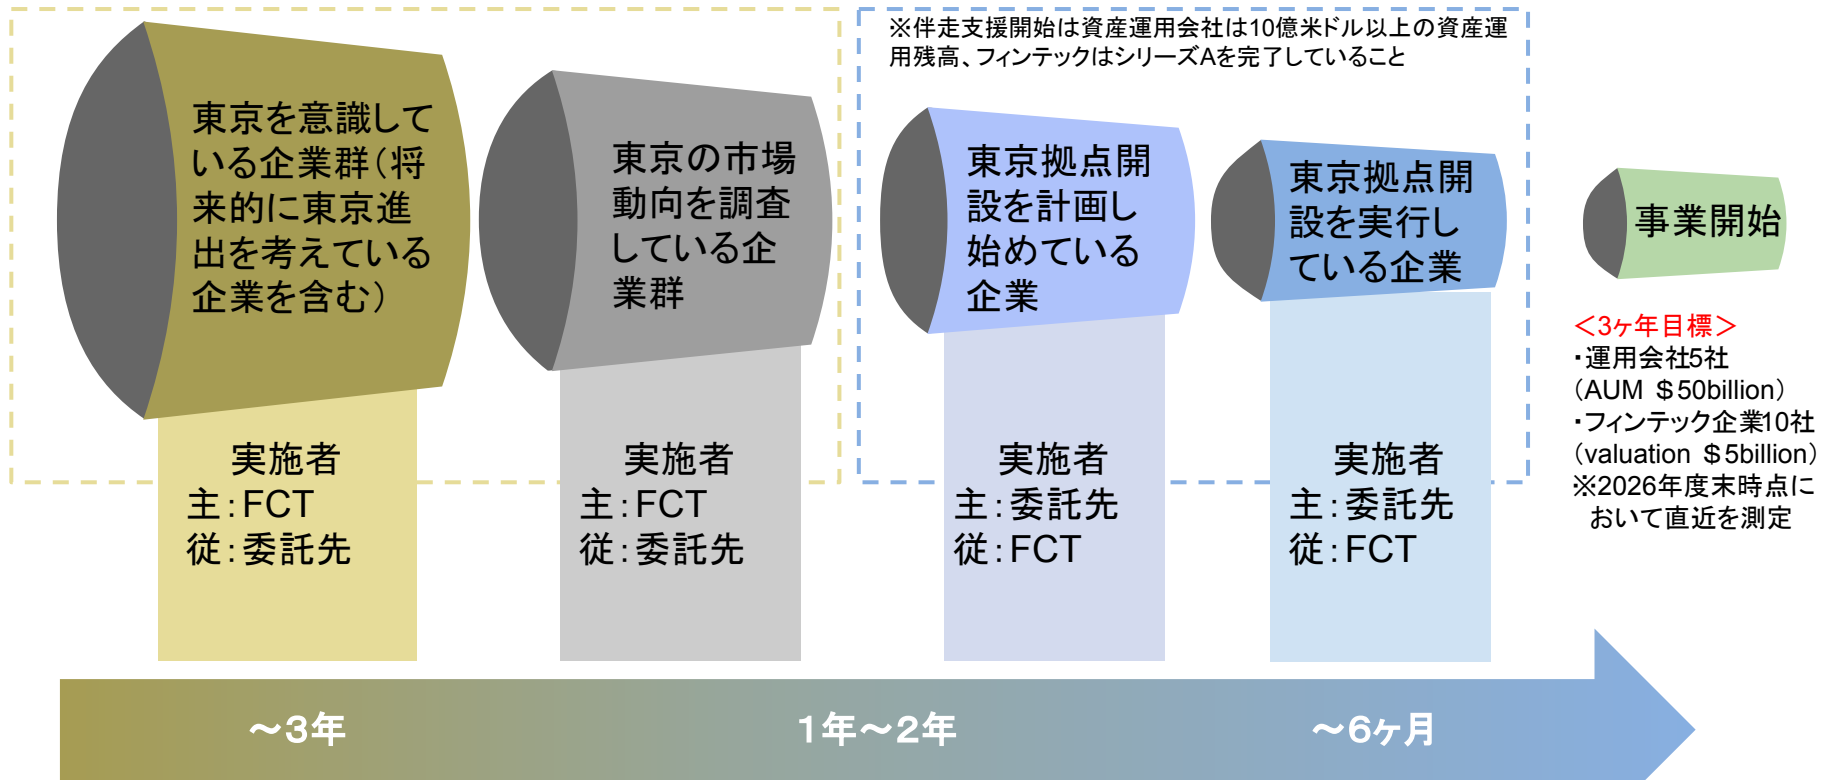 ※伴走支援開始は資産運用会社は10億米ドル以上の資産運
用残高、フィンテックはシリーズAを完了していること
東京を意識して
いる企業群（将
来的に東京進
出を考えている
企業を含む）
東京の市場
動向を調査
している企
業群
東京拠点開
設を計画し
始めている
企業
東京拠点開
設を実行し
ている企業
事業開始
＜3ヶ年目標＞
・運用会社5社
（AUM ＄50billion）
・フィンテック企業10社
（valuation ＄5billion）
※2026年度末時点に
おいて直近を測定
実施者
主：FCT
従：委託先
実施者
主：FCT
従：委託先
実施者
主：委託先
従：FCT
実施者
主：委託先
従：FCT
～3年
1年～2年
～6ヶ月